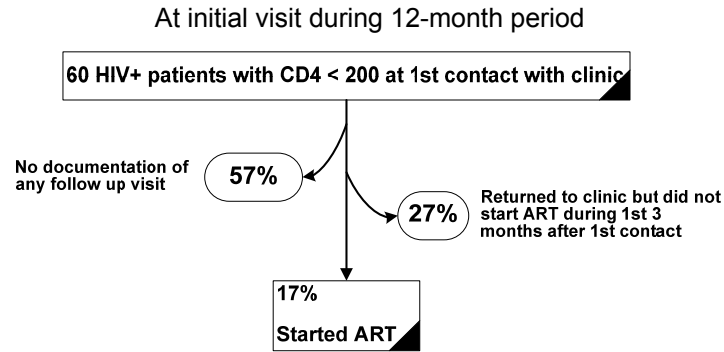 At initial visit during 12-month period
60 HIV+ patients with CD4 < 200 at 1st contact with clinic
No documentation of
any follow up visit
57%
27%
Returned to clinic but did not
start ART during 1st 3
months after 1st contact
17%
Started ART